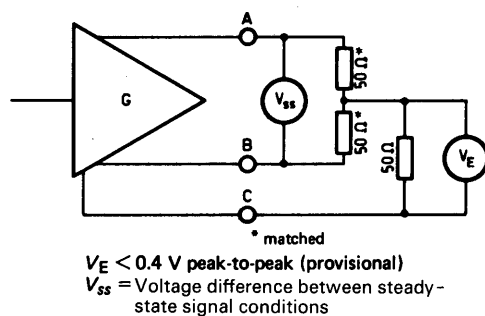 A
50 Ω*
G
Vss
50 Ω*
B
50 Ω
VE
C
* matched
VE < 0.4 V peak-to-peak (provisional)
Vss = Voltage difference between steady-
state signal conditions